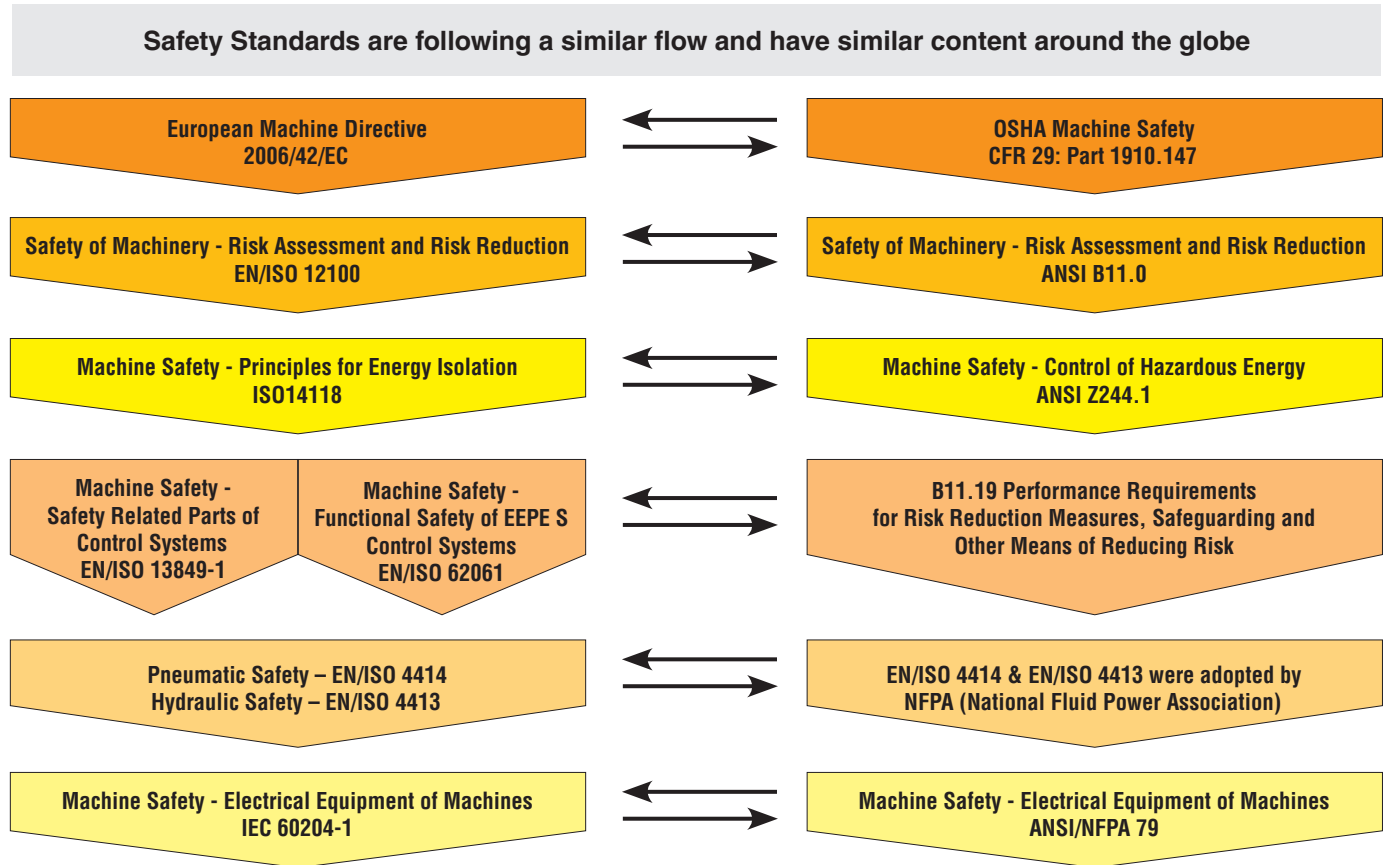 Safety Standards are following a similar flow and have similar content around the globe
European Machine Directive
2006/42/EC
OSHA Machine Safety
CFR 29: Part 1910.147
Safety of Machinery - Risk Assessment and Risk Reduction
EN/ISO 12100
Safety of Machinery - Risk Assessment and Risk Reduction
ANSI B11.0
Machine Safety - Principles for Energy Isolation
ISO14118
Machine Safety - Control of Hazardous Energy
ANSI Z244.1
Machine Safety -
Safety Related Parts of
Control Systems
EN/ISO 13849-1
Machine Safety -
Functional Safety of EEPE S
Control Systems
EN/ISO 62061
B11.19 Performance Requirements
for Risk Reduction Measures, Safeguarding and
Other Means of Reducing Risk
Pneumatic Safety – EN/ISO 4414
Hydraulic Safety – EN/ISO 4413
EN/ISO 4414 & EN/ISO 4413 were adopted by
NFPA (National Fluid Power Association)
Machine Safety - Electrical Equipment of Machines
IEC 60204-1
Machine Safety - Electrical Equipment of Machines
ANSI/NFPA 79